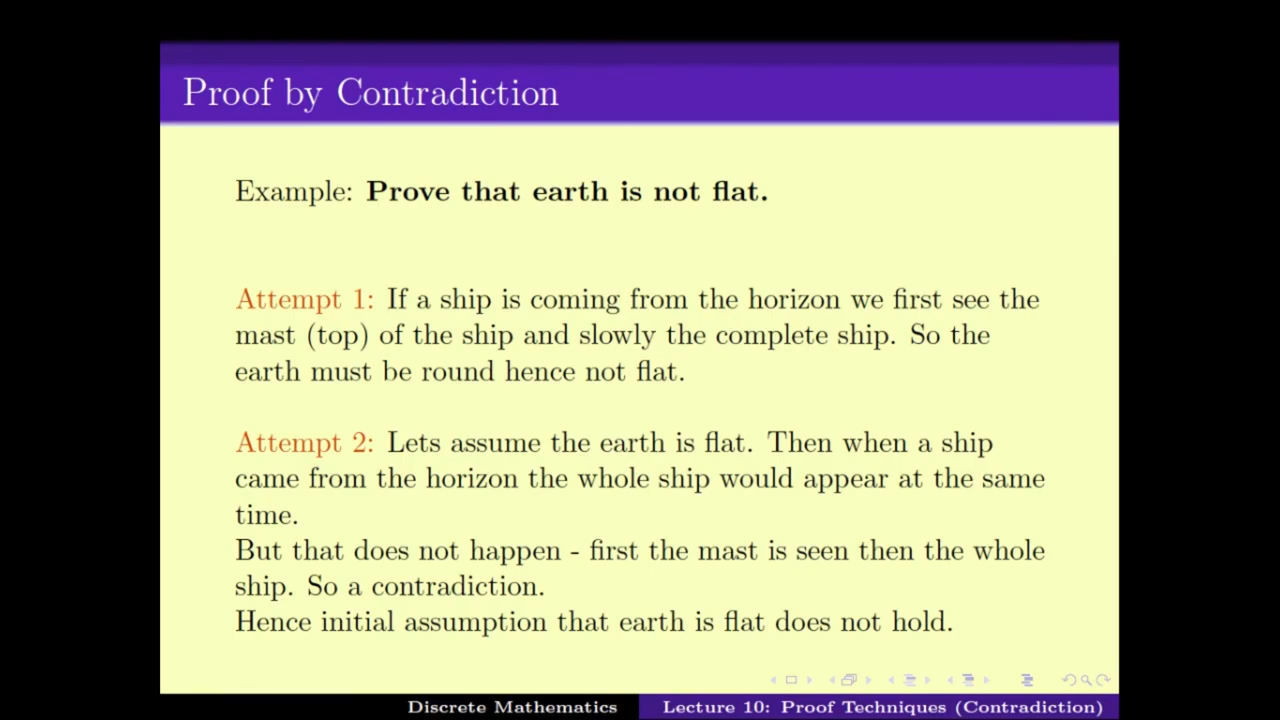 Proof by Contradiction
Example: Prove that earth is not flat.
Attempt 1: If a ship is coming from the horizon we first see the
mast (top) of the ship and slowly the complete ship. So the
earth must be round hence not flat.
Attempt 2: Lets assume the earth is flat. Then when a ship
came from the horizon the whole ship would appear at the same
time.
But that does not happen - first the mast is seen then the whole
ship. So a contradiction.
Hence initial assumption that earth is flat does not hold.
Discrete Mathematics
Lecture 10: Proof Techniques (Contradiction)